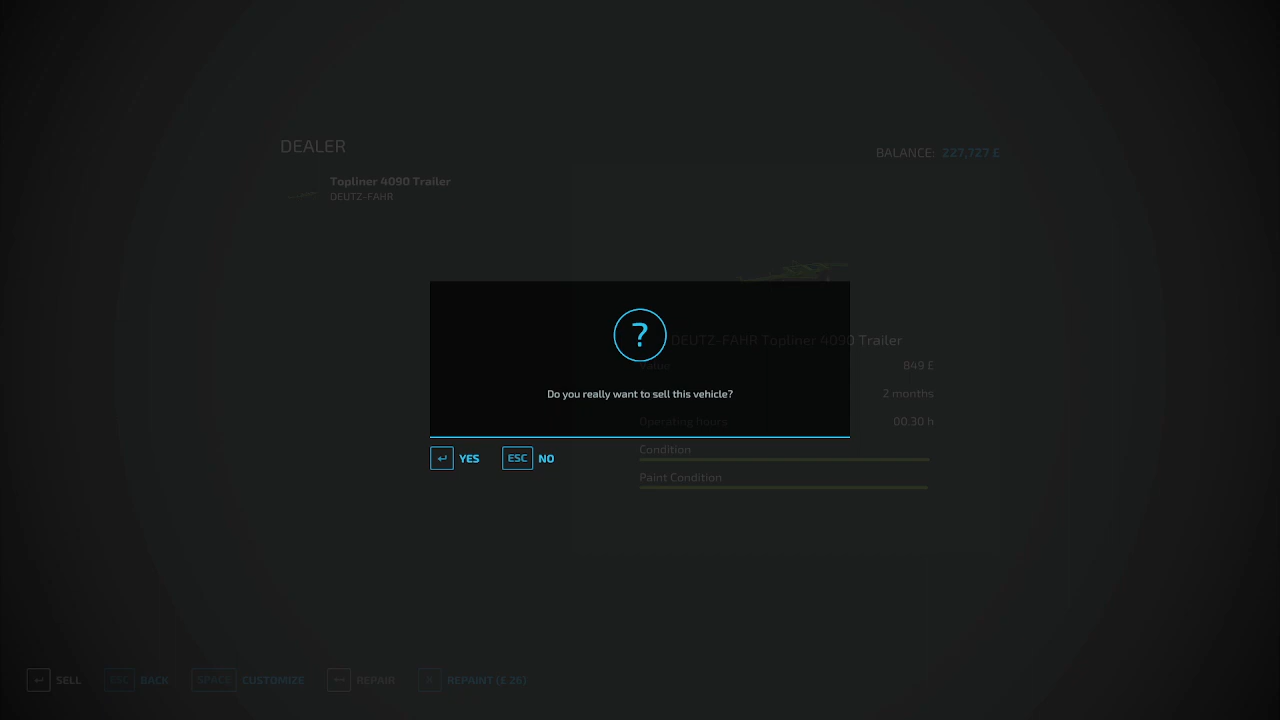 DEALER
BALANCE: 227,727 £
Topliner 4090 Trailer
DEUTZ-FAHR
?
DEUTZ-FAHR Topliner 4090 Trailer
Value 849 £
Do you really want to sell this vehicle?
2 months
Operating hours 00:30 h
Condition
↵ YES ESC NO
Paint Condition
↵ SELL ESC BACK SPACE CUSTOMIZE REPAIR R REPAINT (£ 26)